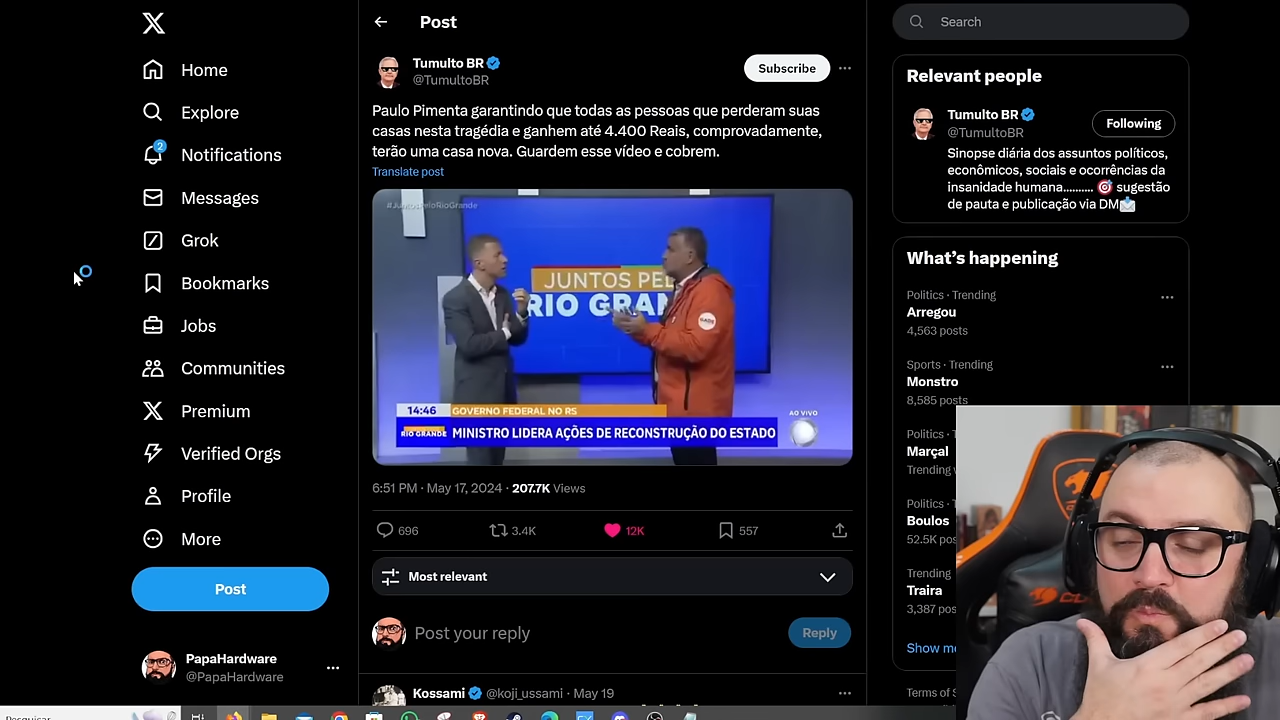 Home
Explore
2
Notifications
Messages
Grok
Bookmarks
Jobs
Communities
Premium
Verified Orgs
Profile
More
Post
PapaHardware
@PapaHardware
Post
Tumulto BR
@TumultoBR
Subscribe
Paulo Pimenta garantindo que todas as pessoas que perderam suas
casas nesta tragédia e ganhem até 4.400 Reais, comprovadamente,
terão uma casa nova. Guardem esse vídeo e cobrem.
Translate post
#JuntosPeloRioGrande
JUNTOS PEL
RIO GRAN
14:46
GOVERNO FEDERAL NO RS
RIO GRANDE
MINISTRO LIDERA AÇÕES DE RECONSTRUÇÃO DO ESTADO
AO VIVO
6:51 PM · May 17, 2024 · 207.7K Views
696
3.4K
12K
557
Most relevant
Post your reply
Reply
Kossami @koji_ussami · May 19
Search
Relevant people
Tumulto BR
@TumultoBR
Following
Sinopse diária dos assuntos políticos,
econômicos, sociais e ocorrências da
insanidade humana.......... 🎯 sugestão
de pauta e publicação via DM📩
What's happening
Politics · Trending
Arregou
4,563 posts
Sports · Trending
Monstro
8,585 posts
Politics ·
Marçal
Trending
Politics ·
Boulos
52.5K
Trending
Traira
3,387
Show
Terms of
Pesquisar